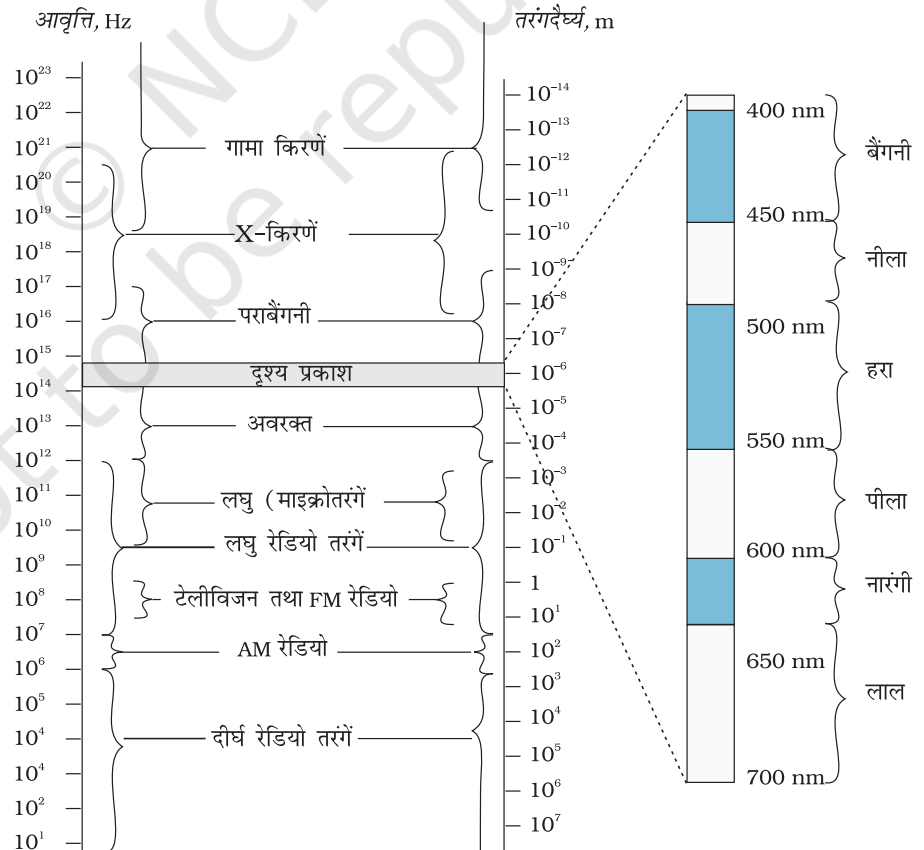 आवृत्ति, Hz
तरंगदैर्घ्य, m
10²³
10²²
10²¹
10²⁰
10¹⁹
10¹⁸
10¹⁷
10¹⁶
10¹⁵
10¹⁴
10¹³
10¹²
10¹¹
10¹⁰
10⁹
10⁸
10⁷
10⁶
10⁵
10⁴
10⁴
10²
10¹
गामा किरणें
X-किरणें
पराबैंगनी
दृश्य प्रकाश
अवरक्त
लघु (माइक्रोतरंगें
लघु रेडियो तरंगें
टेलीविजन तथा FM रेडियो
AM रेडियो
दीर्घ रेडियो तरंगें
10⁻¹⁴
10⁻¹³
10⁻¹²
10⁻¹¹
10⁻¹⁰
10⁻⁹
10⁻⁸
10⁻⁷
10⁻⁶
10⁻⁵
10⁻⁴
10⁻³
10⁻²
10⁻¹
1
10¹
10²
10³
10⁴
10⁵
10⁶
10⁷
400 nm
450 nm
500 nm
550 nm
600 nm
650 nm
700 nm
बैंगनी
नीला
हरा
पीला
नारंगी
लाल